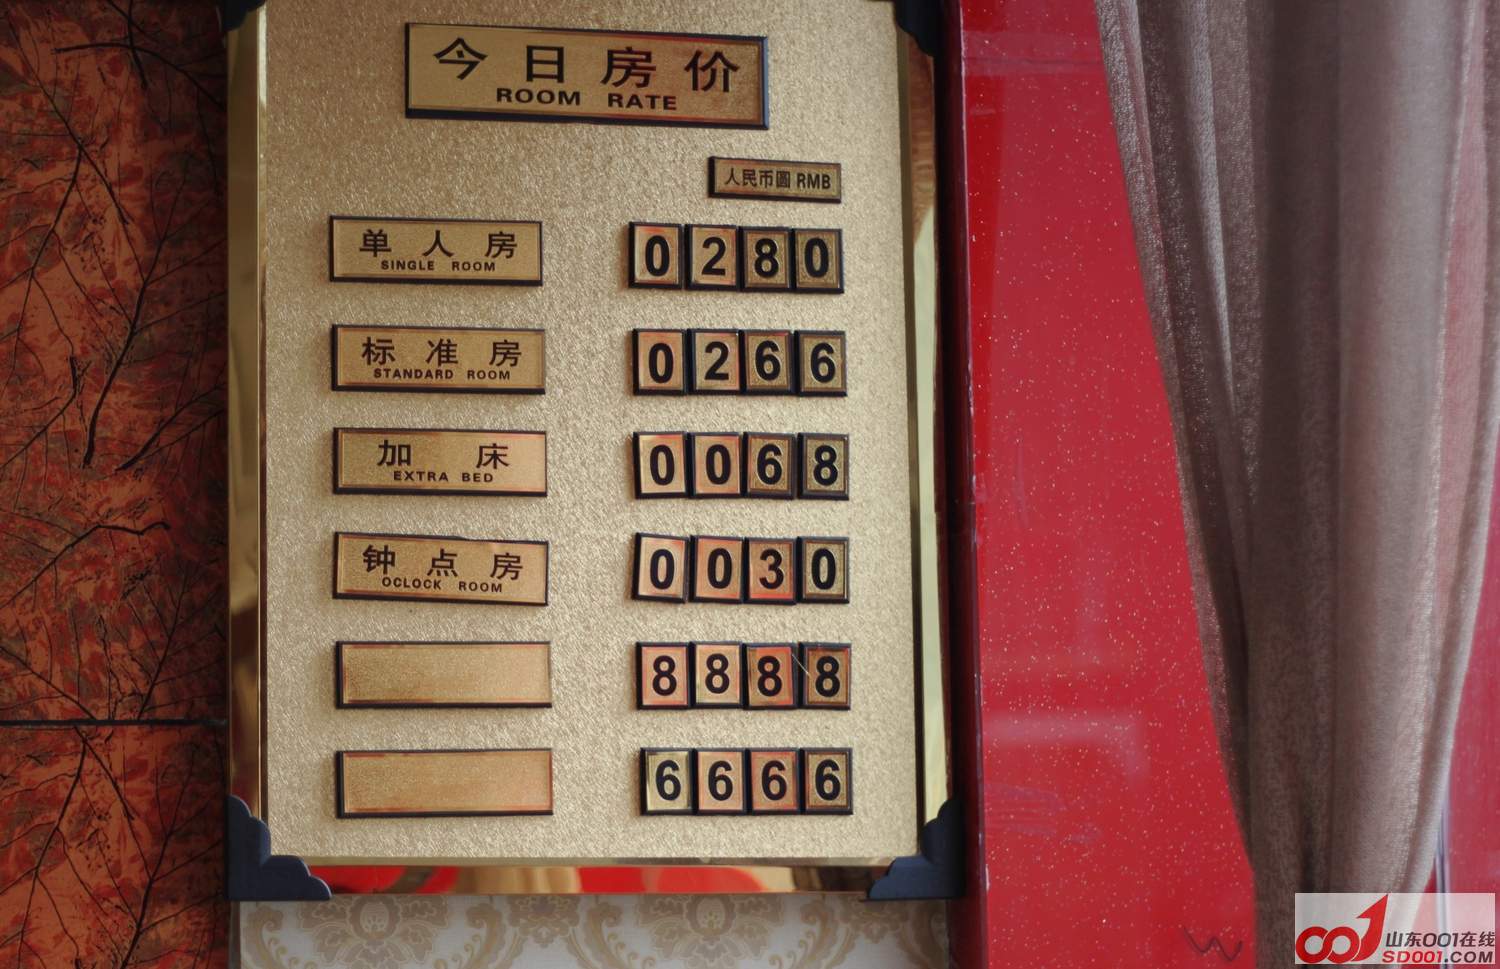 今日房价
ROOM RATE
人民币圆 RMB
单人房 0280
SINGLE ROOM
标准房 0266
STANDARD ROOM
加床 0068
EXTRA BED
钟点房 0030
OCLOCK ROOM
8888
6666
山东001在线
SD001.COM